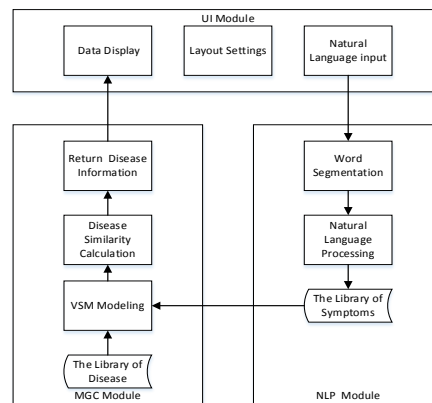 UI Module
Data Display
Layout Settings
Natural
Language input
Return Disease
Information
Disease
Similarity
Calculation
VSM Modeling
The Library of
Disease
MGC Module
Word
Segmentation
Natural
Language
Processing
The Library of
Symptoms
NLP Module